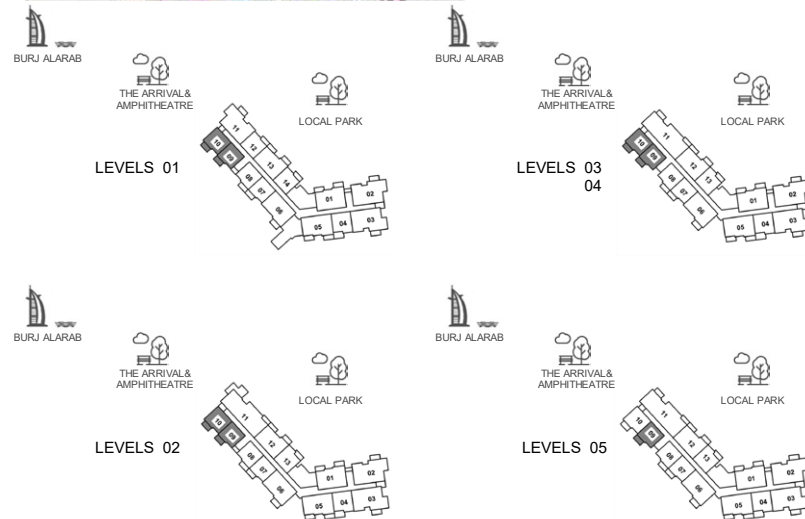 BURJ ALARAB
THE ARRIVAL&
AMPHITHEATRE
LOCAL PARK
LEVELS 01
11
10
09
12
13
14
08
07
06
01
02
05
04
03
BURJ ALARAB
THE ARRIVAL&
AMPHITHEATRE
LOCAL PARK
LEVELS 03
04
11
10
09
12
13
08
07
06
01
02
05
04
03
BURJ ALARAB
THE ARRIVAL&
AMPHITHEATRE
LOCAL PARK
LEVELS 02
11
10
09
12
13
08
07
06
01
02
05
04
03
BURJ ALARAB
THE ARRIVAL&
AMPHITHEATRE
LOCAL PARK
LEVELS 05
11
10
09
12
13
08
07
06
01
02
05
04
03